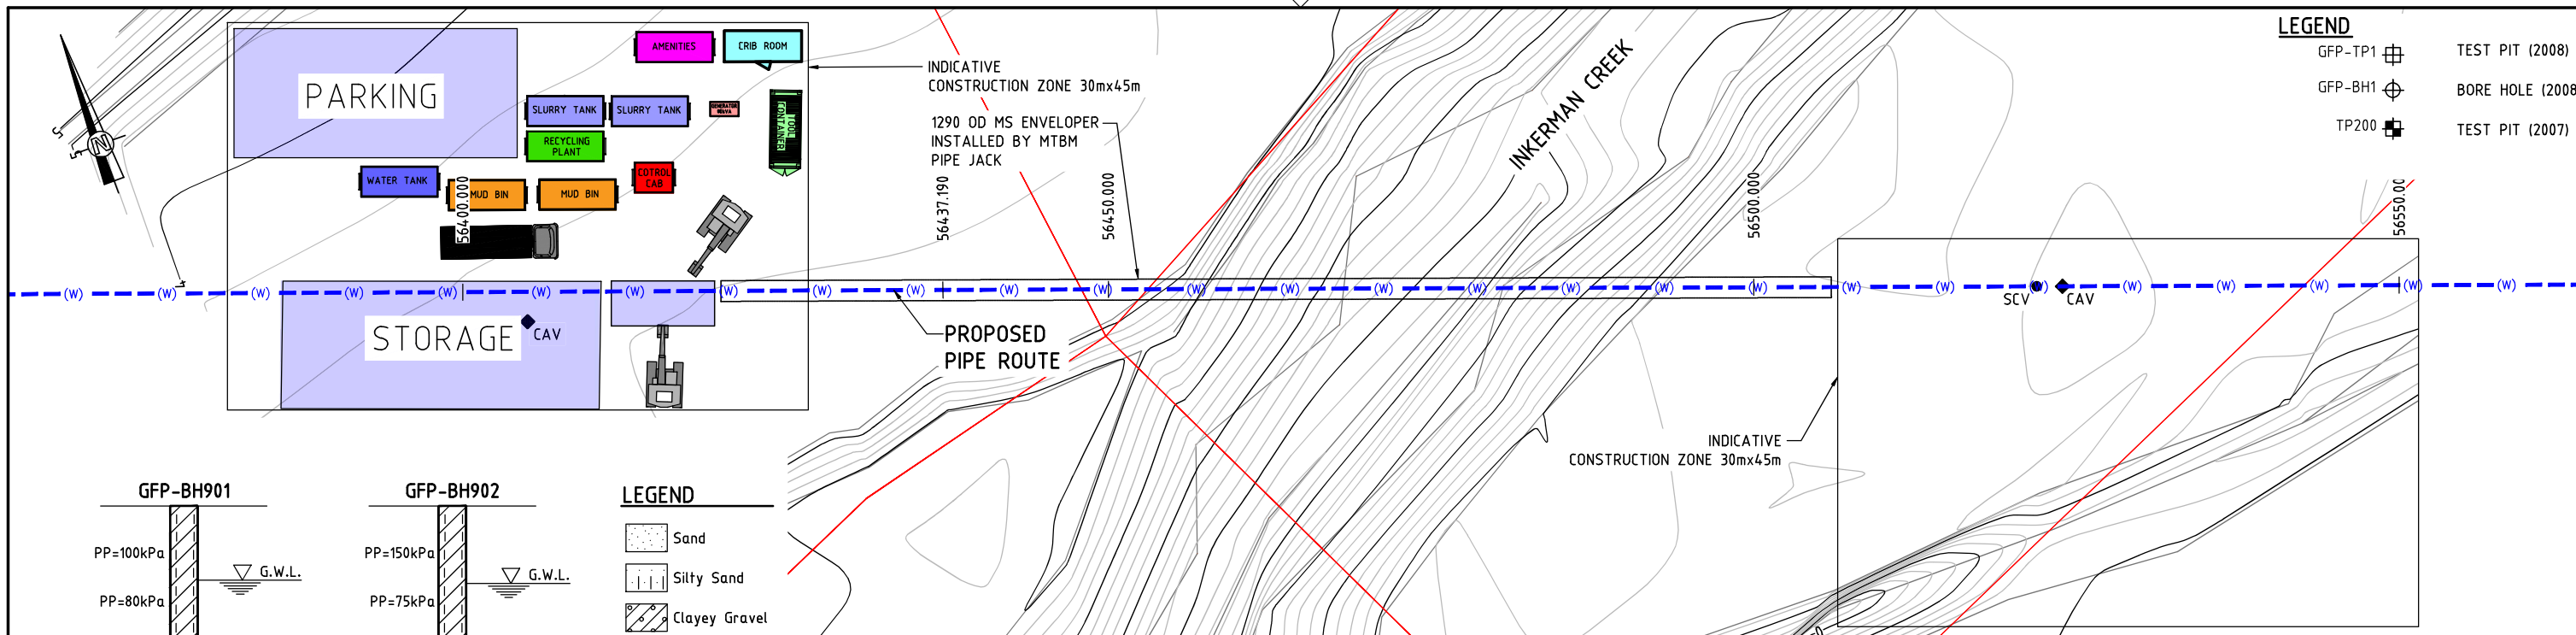 LEGEND
GFP-TP1 TEST PIT (2008)
GFP-BH1 BORE HOLE (2008
TP200 TEST PIT (2007)
N
PARKING
AMENITIES
CRIB ROOM
SLURRY TANK
SLURRY TANK
TOOL
CONTAINER
RECYCLING
PLANT
WATER TANK
MUD BIN
MUD BIN
COTROL
CAB
56400.000
INDICATIVE
CONSTRUCTION ZONE 30mx45m
1290 OD MS ENVELOPER
INSTALLED BY MTBM
PIPE JACK
56437.190
56450.000
INKERMAN CREEK
56500.000
56550.00
(W) (W) (W) (W) (W) (W) (W) (W) (W) (W) (W) (W) (W) (W) (W) (W) (W) (W) (W) (W) (W) (W) (W) (W) (W) (W) (W)
SCV
CAV
STORAGE
CAV
PROPOSED
PIPE ROUTE
INDICATIVE
CONSTRUCTION ZONE 30mx45m
GFP-BH901
PP=100kPa
G.W.L.
PP=80kPa
GFP-BH902
PP=150kPa
G.W.L.
PP=75kPa
LEGEND
Sand
Silty Sand
Clayey Gravel